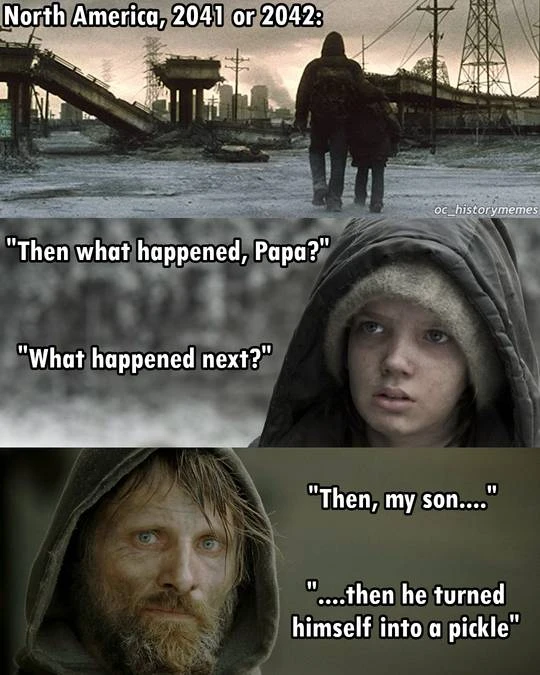 North America, 2041 or 2042:
oc_historymemes
"Then what happened, Papa?"
"What happened next?"
"Then, my son...."
"....then he turned
himself into a pickle"